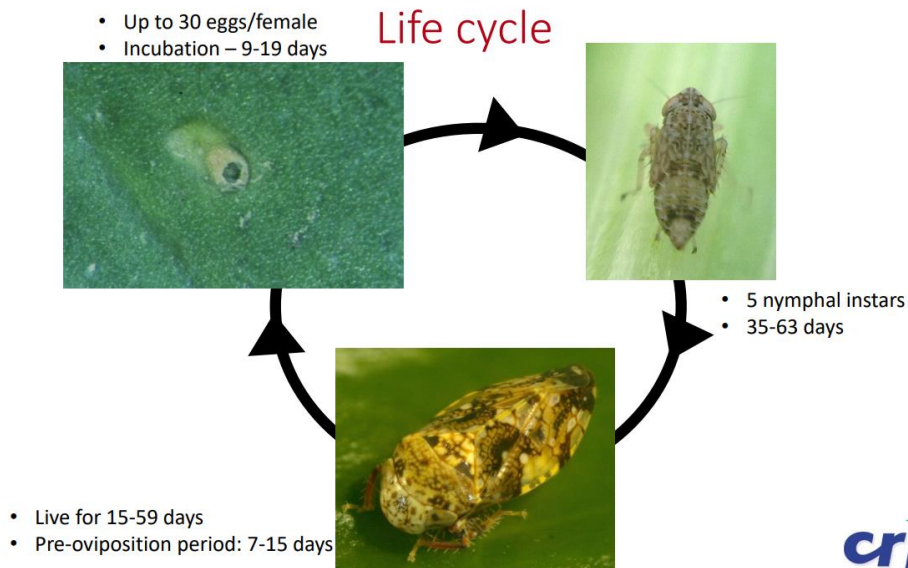 Life cycle
• Up to 30 eggs/female
• Incubation – 9-19 days
• 5 nymphal instars
• 35-63 days
• Live for 15-59 days
• Pre-oviposition period: 7-15 days